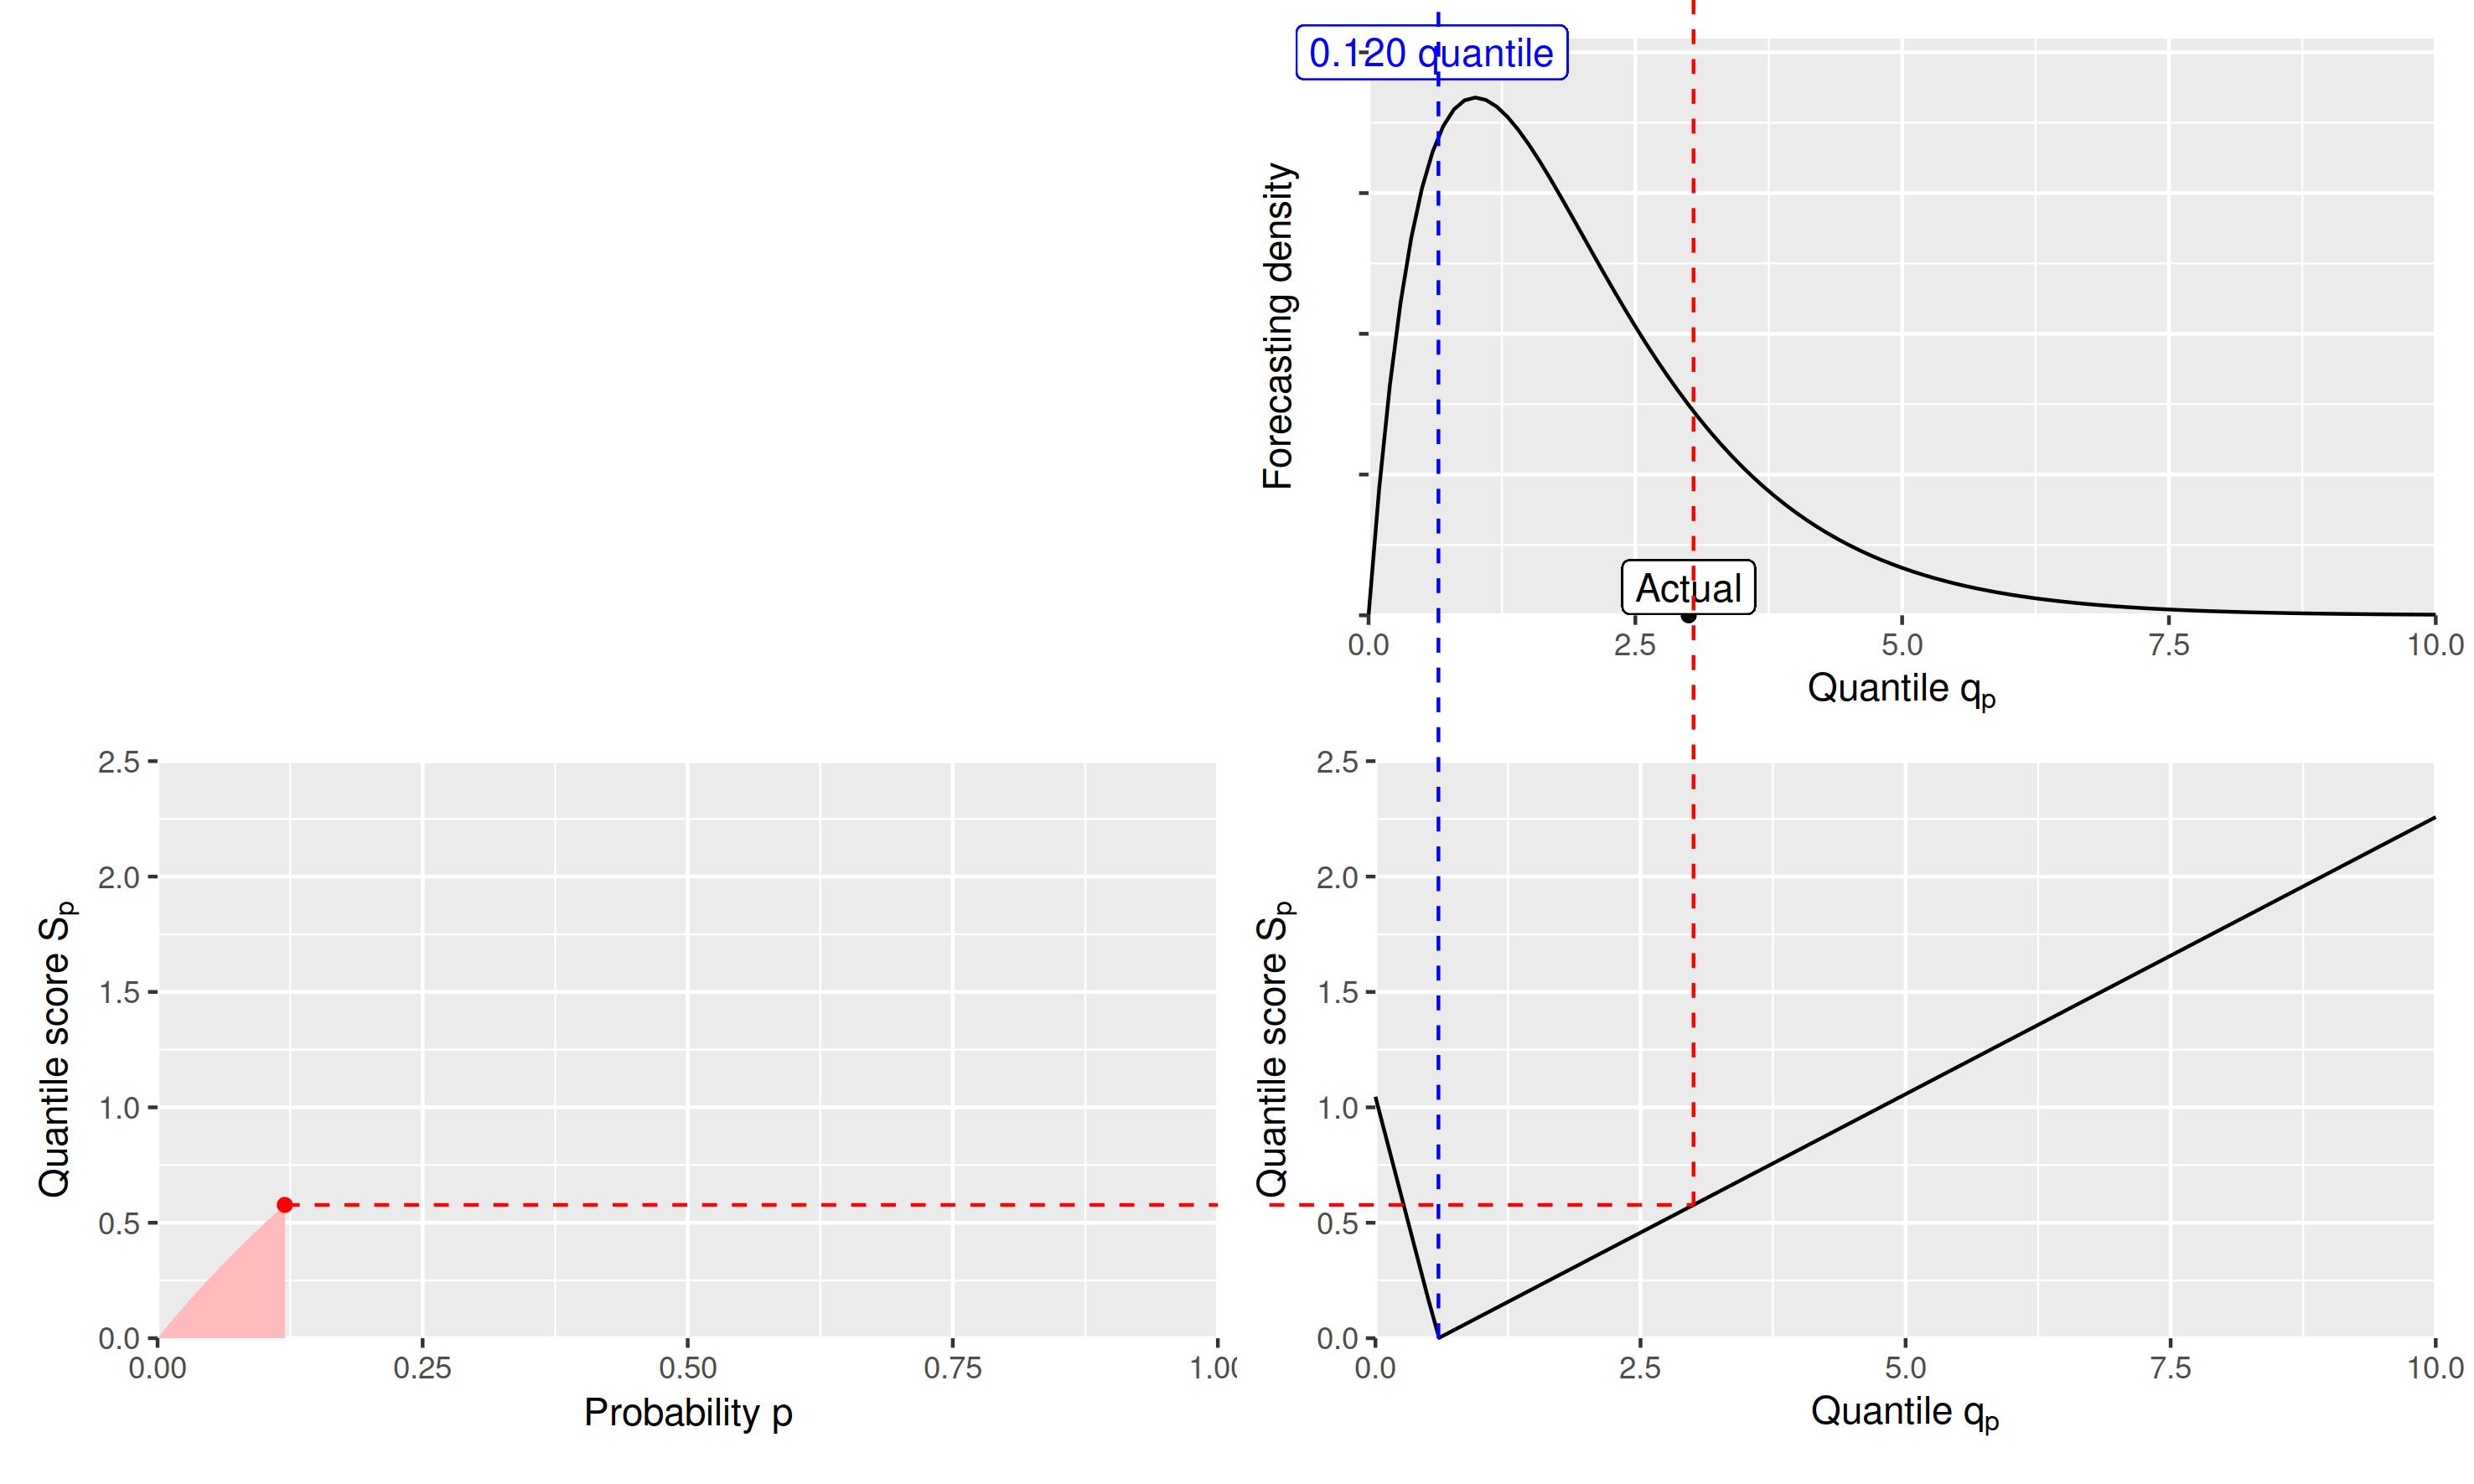 0.120 quantile
Forecasting density
Actual
0.0 2.5 5.0 7.5 10.0
Quantile qp
2.5
2.0
1.5
1.0
0.5
0.0
Quantile score Sp
0.00 0.25 0.50 0.75 1.0
Probability p
2.5
2.0
1.5
1.0
0.5
0.0
Quantile score Sp
0.0 2.5 5.0 7.5 10.0
Quantile qp